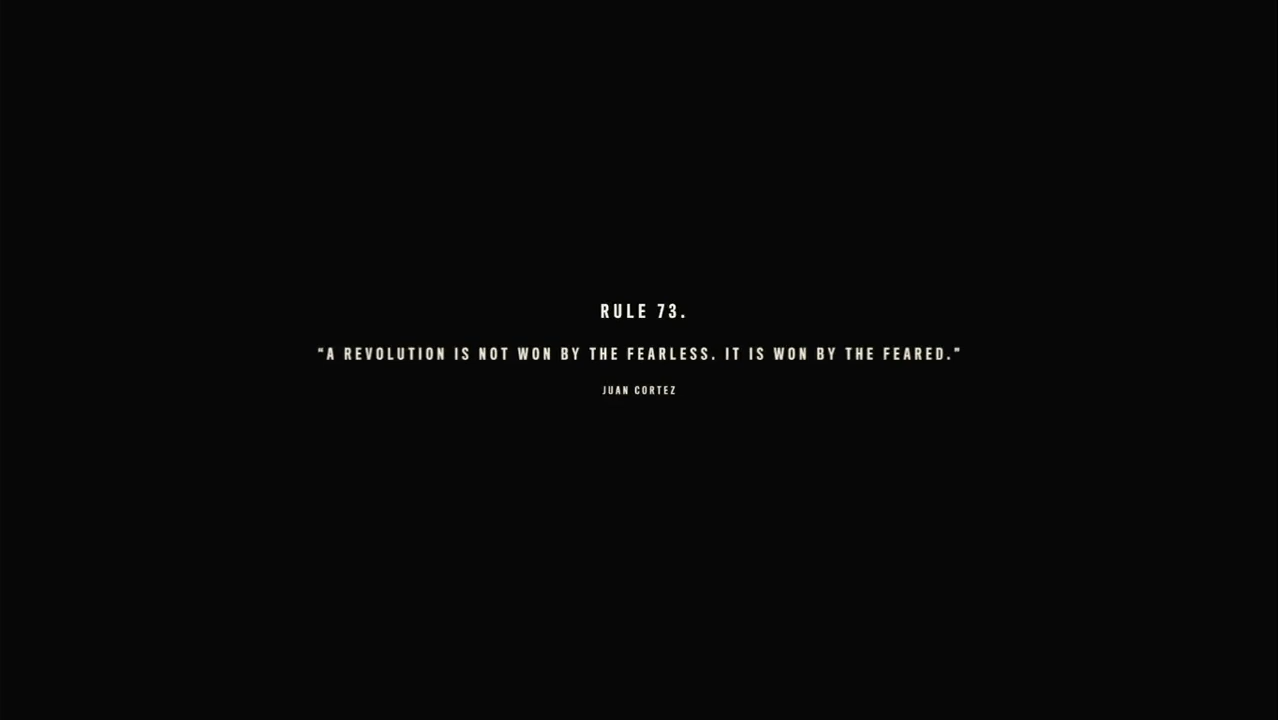 RULE 73.
"A REVOLUTION IS NOT WON BY THE FEARLESS. IT IS WON BY THE FEARED."
JUAN CORTEZ